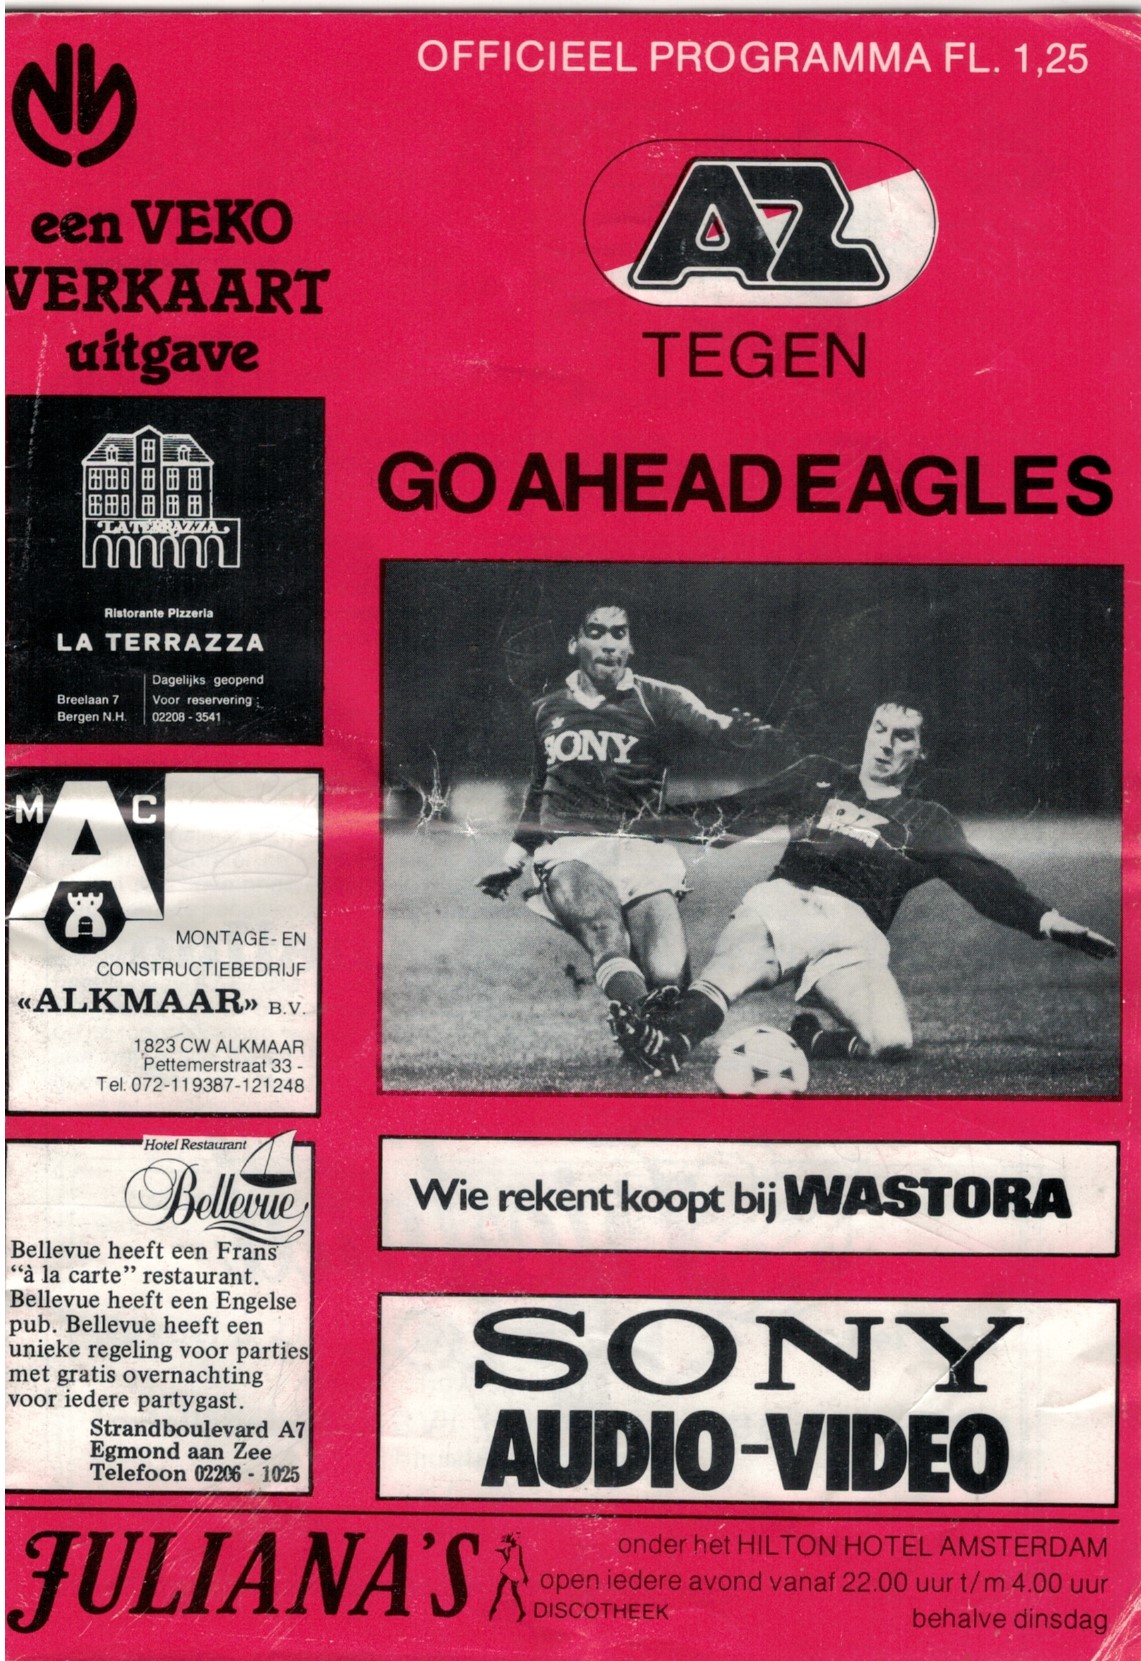 OFFICIEEL PROGRAMMA FL. 1,25
een VEKO
VERKAART
uitgave
AZ
TEGEN
GO AHEAD EAGLES
LA TERRAZZA
Ristorante Pizzeria
LA TERRAZZA
Breelaan 7
Bergen N.H.
Dagelijks geopend
Voor reservering :
02208 - 3541
SONY
AZ
M A C
MONTAGE- EN
CONSTRUCTIEBEDRIJF
«ALKMAAR» B.V.
1823 CW ALKMAAR
Pettemerstraat 33 -
Tel. 072-119387-121248
Hotel Restaurant
Bellevue
Bellevue heeft een Frans
“à la carte” restaurant.
Bellevue heeft een Engelse
pub. Bellevue heeft een
unieke regeling voor parties
met gratis overnachting
voor iedere partygast.
Strandboulevard A7
Egmond aan Zee
Telefoon 02206 - 1025
Wie rekent koopt bij WASTORA
SONY
AUDIO-VIDEO
JULIANA'S
DISCOTHEEK
onder het HILTON HOTEL AMSTERDAM
open iedere avond vanaf 22.00 uur t/m 4.00 uur
behalve dinsdag